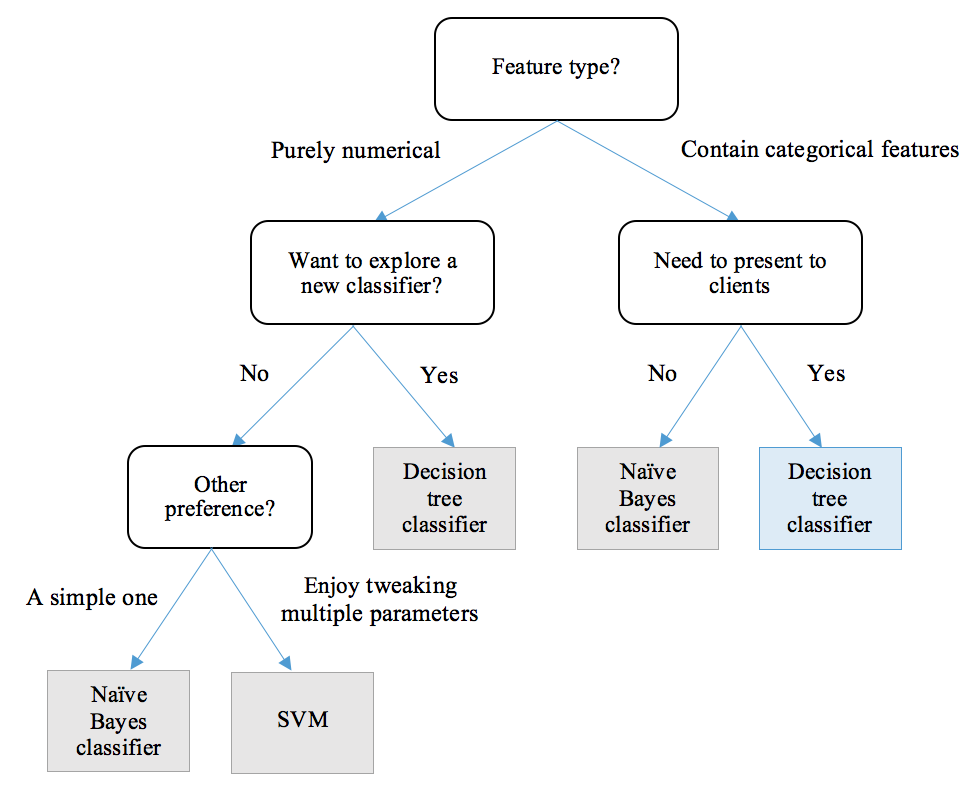 Feature type?
Purely numerical
Contain categorical features
Want to explore a
new classifier?
Need to present to
clients
No
Yes
No
Yes
Other
preference?
Decision
tree
classifier
Naïve
Bayes
classifier
Decision
tree
classifier
A simple one
Enjoy tweaking
multiple parameters
Naïve
Bayes
classifier
SVM